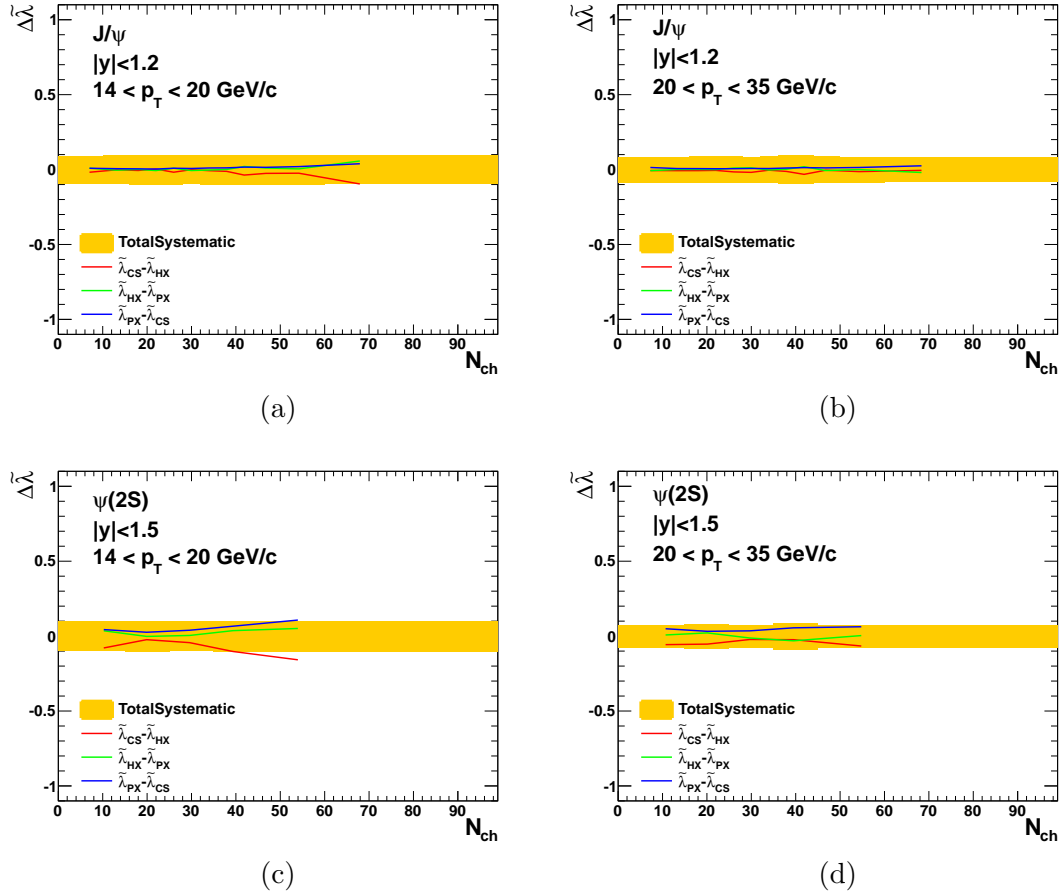 Δλ̃
1
0.5
0
-0.5
-1
J/ψ
|y|<1.2
14 < p_T < 20 GeV/c
TotalSystematic
λ̃_CS-λ̃_HX
λ̃_HX-λ̃_PX
λ̃_PX-λ̃_CS
0 10 20 30 40 50 60 70 80 90
N_ch
(a)
Δλ̃
1
0.5
0
-0.5
-1
J/ψ
|y|<1.2
20 < p_T < 35 GeV/c
TotalSystematic
λ̃_CS-λ̃_HX
λ̃_HX-λ̃_PX
λ̃_PX-λ̃_CS
0 10 20 30 40 50 60 70 80 90
N_ch
(b)
Δλ̃
1
0.5
0
-0.5
-1
ψ(2S)
|y|<1.5
14 < p_T < 20 GeV/c
TotalSystematic
λ̃_CS-λ̃_HX
λ̃_HX-λ̃_PX
λ̃_PX-λ̃_CS
0 10 20 30 40 50 60 70 80 90
N_ch
(c)
Δλ̃
1
0.5
0
-0.5
-1
ψ(2S)
|y|<1.5
20 < p_T < 35 GeV/c
TotalSystematic
λ̃_CS-λ̃_HX
λ̃_HX-λ̃_PX
λ̃_PX-λ̃_CS
0 10 20 30 40 50 60 70 80 90
N_ch
(d)